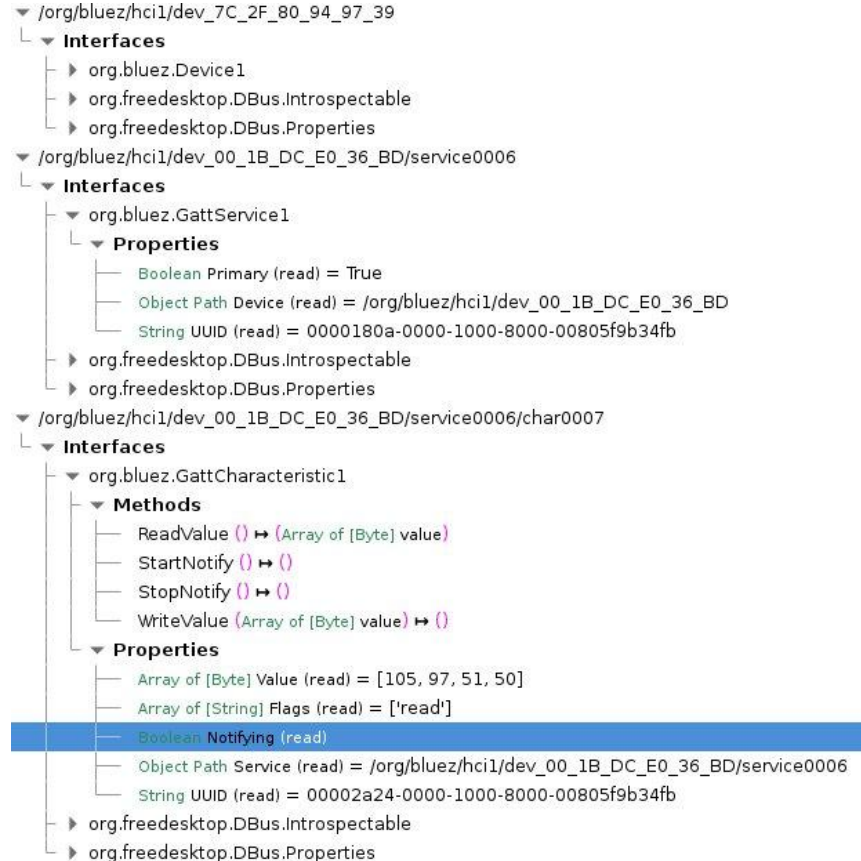 /org/bluez/hci1/dev_7C_2F_80_94_97_39
Interfaces
org.bluez.Device1
org.freedesktop.DBus.Introspectable
org.freedesktop.DBus.Properties
/org/bluez/hci1/dev_00_1B_DC_E0_36_BD/service0006
Interfaces
org.bluez.GattService1
Properties
Boolean Primary (read) = True
Object Path Device (read) = /org/bluez/hci1/dev_00_1B_DC_E0_36_BD
String UUID (read) = 0000180a-0000-1000-8000-00805f9b34fb
org.freedesktop.DBus.Introspectable
org.freedesktop.DBus.Properties
/org/bluez/hci1/dev_00_1B_DC_E0_36_BD/service0006/char0007
Interfaces
org.bluez.GattCharacteristic1
Methods
ReadValue () ↦ (Array of [Byte] value)
StartNotify () ↦ ()
StopNotify () ↦ ()
WriteValue (Array of [Byte] value) ↦ ()
Properties
Array of [Byte] Value (read) = [105, 97, 51, 50]
Array of [String] Flags (read) = ['read']
Boolean Notifying (read)
Object Path Service (read) = /org/bluez/hci1/dev_00_1B_DC_E0_36_BD/service0006
String UUID (read) = 00002a24-0000-1000-8000-00805f9b34fb
org.freedesktop.DBus.Introspectable
org.freedesktop.DBus.Properties